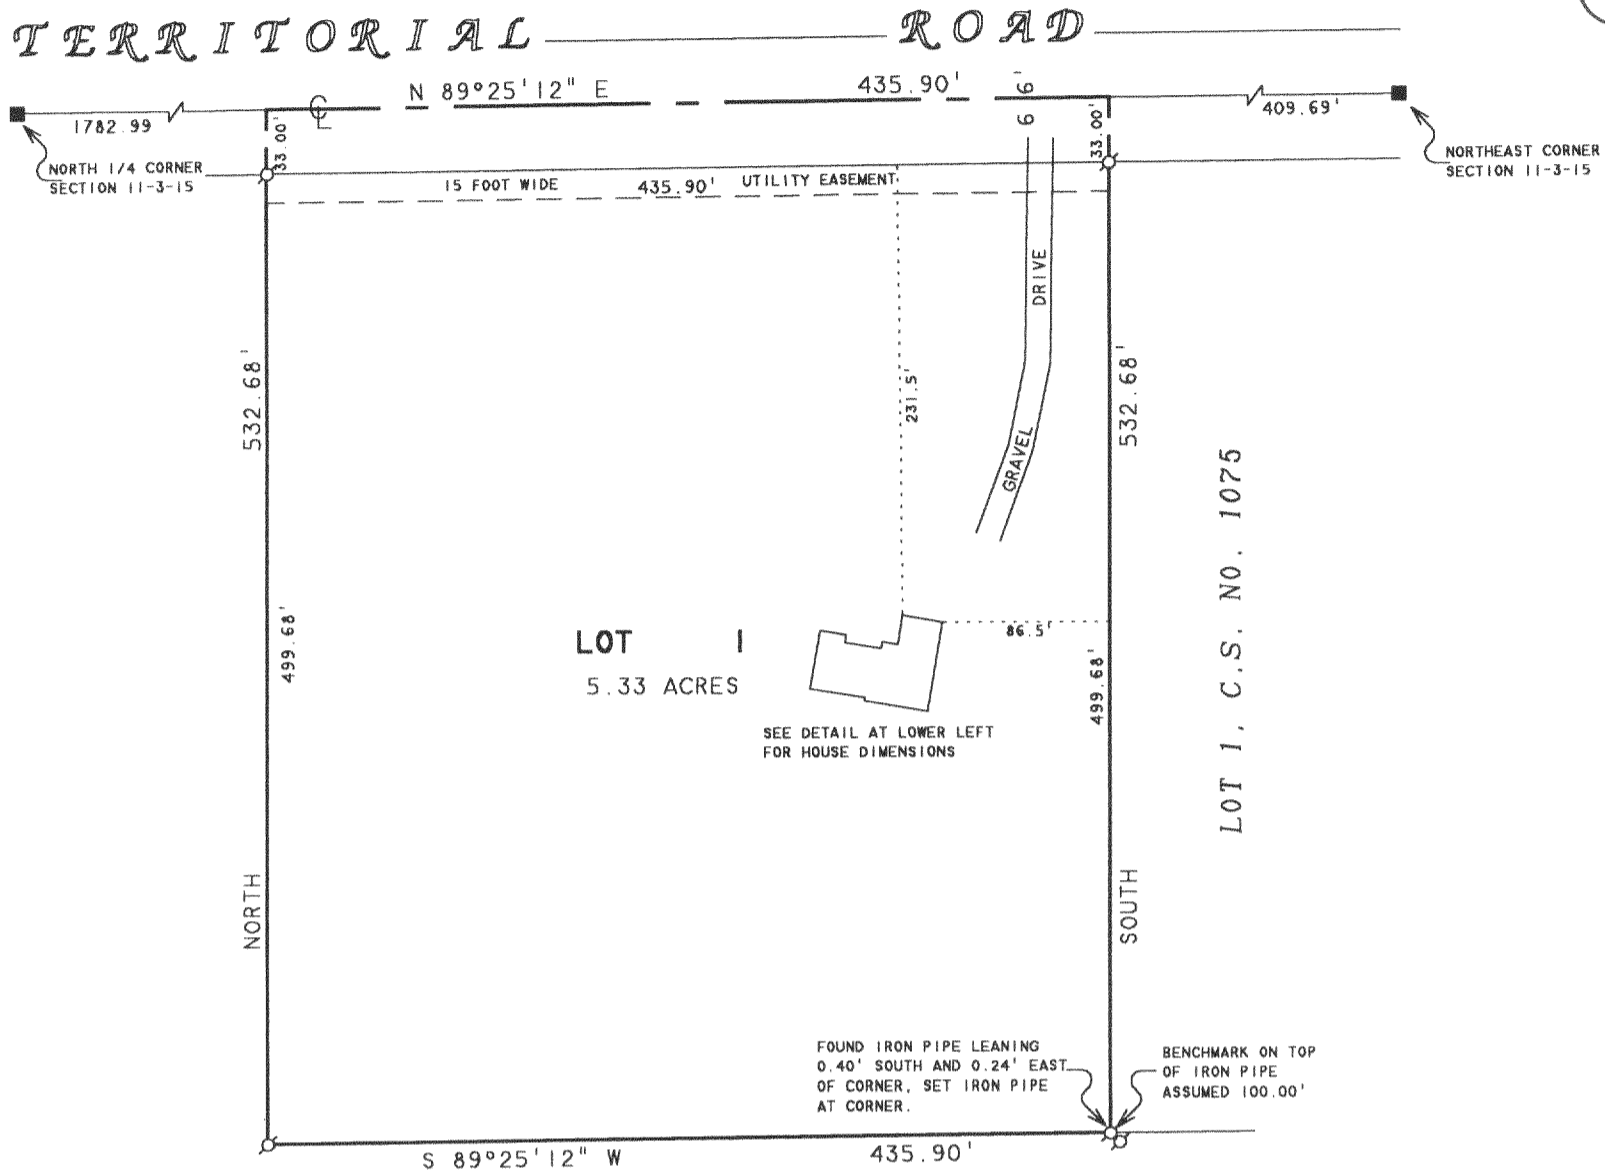 TERRITORIAL ROAD
N 89°25'12" E 435.90'
1782.99
409.69'
33.00'
66'
33.00'
NORTH 1/4 CORNER
SECTION 11-3-15
NORTHEAST CORNER
SECTION 11-3-15
15 FOOT WIDE 435.90' UTILITY EASEMENT
DRIVE
532.68'
231.5'
532.68'
GRAVEL
LOT 1, C.S. NO. 1075
499.68'
LOT 1
5.33 ACRES
86.5'
499.68'
SEE DETAIL AT LOWER LEFT
FOR HOUSE DIMENSIONS
NORTH
SOUTH
FOUND IRON PIPE LEANING
0.40' SOUTH AND 0.24' EAST
OF CORNER, SET IRON PIPE
AT CORNER.
BENCHMARK ON TOP
OF IRON PIPE
ASSUMED 100.00'
S 89°25'12" W 435.90'